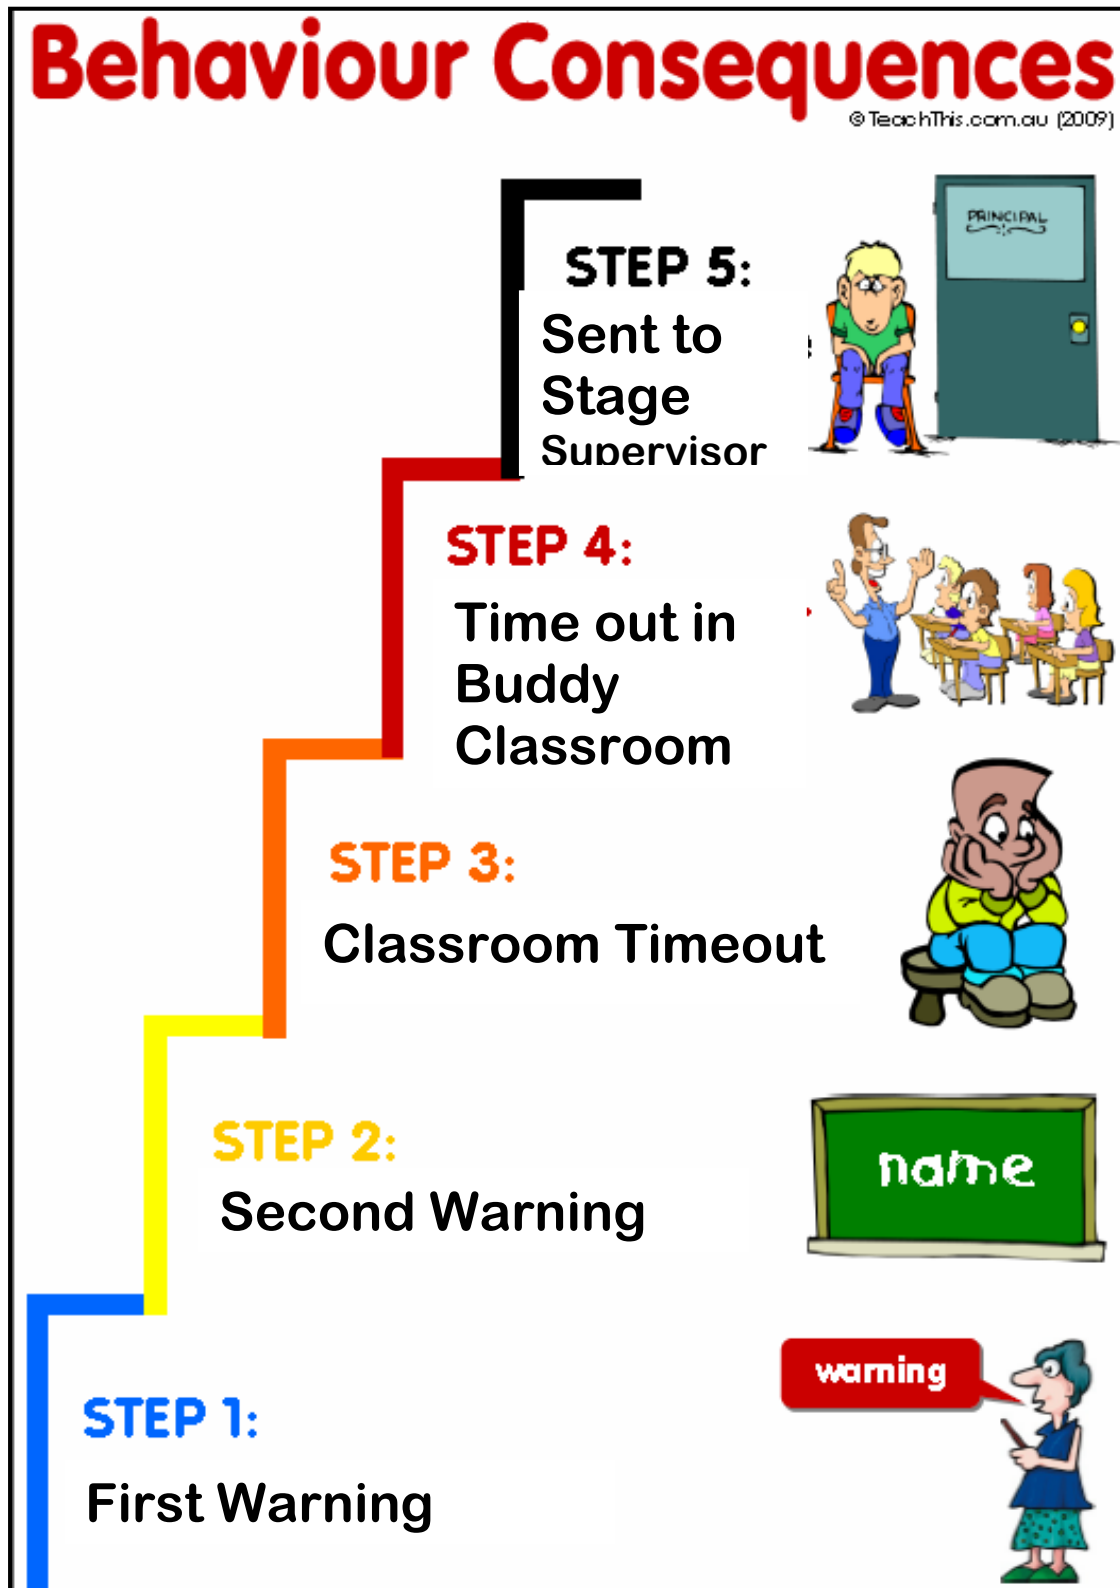 Behaviour Consequences
© TeachThis.com.au (2009)
PRINCIPAL
STEP 5:
Sent to
Stage
Supervisor
STEP 4:
Time out in
Buddy
Classroom
STEP 3:
Classroom Timeout
STEP 2:
name
Second Warning
warning
STEP 1:
First Warning